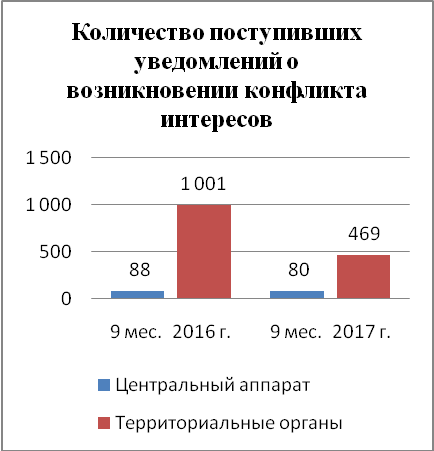 Количество поступивших
уведомлений о
возникновении конфликта
интересов
1 500
1 000
500
0
88
1 001
80
469
9 мес. 2016 г.
9 мес. 2017 г.
Центральный аппарат
Территориальные органы